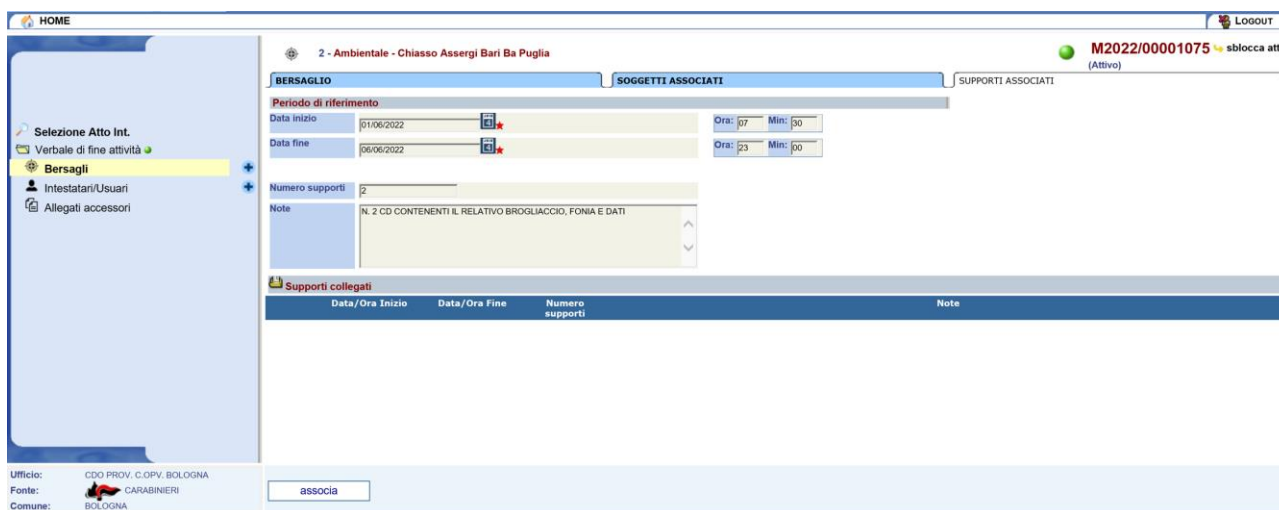 HOME
LOGOUT
2 - Ambientale - Chiasso Assergi Bari Ba Puglia
M2022/00001075 sblocca att
(Attivo)
BERSAGLIO SOGGETTI ASSOCIATI SUPPORTI ASSOCIATI
Periodo di riferimento
Data inizio 01/06/2022 Ora: 07 Min: 30
Data fine 06/06/2022 Ora: 23 Min: 00
Numero supporti 2
Note N. 2 CD CONTENENTI IL RELATIVO BROGLIACCIO, FONIA E DATI
Selezione Atto Int.
Verbale di fine attività
Bersagli
Intestatari/Usuari
Allegati accessori
Supporti collegati
Data/Ora Inizio Data/Ora Fine Numero supporti Note
Ufficio: CDO PROV. C.OPV. BOLOGNA
Fonte: CARABINIERI
Comune: BOLOGNA
associa